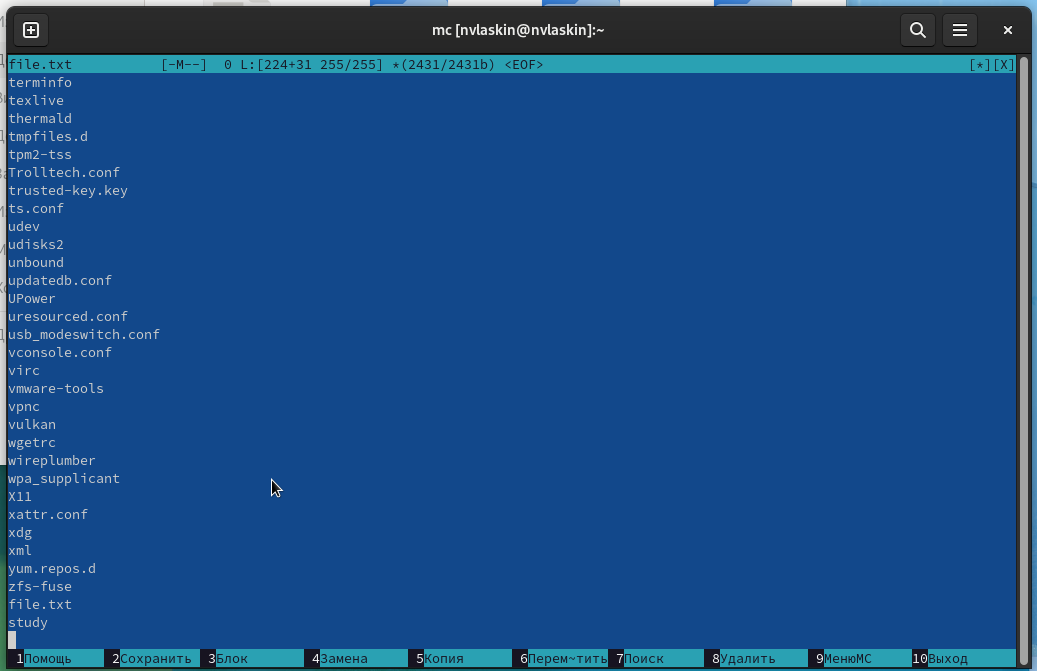 mc [nvlaskin@nvlaskin]:~
file.txt [-M--] 0 L:[224+31 255/255] *(2431/2431b) <EOF> [*][X]
terminfo
texlive
thermald
tmpfiles.d
tpm2-tss
Trolltech.conf
trusted-key.key
ts.conf
udev
udisks2
unbound
updatedb.conf
UPower
uresourced.conf
usb_modeswitch.conf
vconsole.conf
virc
vmware-tools
vpnc
vulkan
wgetrc
wireplumber
wpa_supplicant
X11
xattr.conf
xdg
xml
yum.repos.d
zfs-fuse
file.txt
study
1Помощь 2Сохранить 3Блок 4Замена 5Копия 6Перем~тить 7Поиск 8Удалить 9МенюMC 10Выход